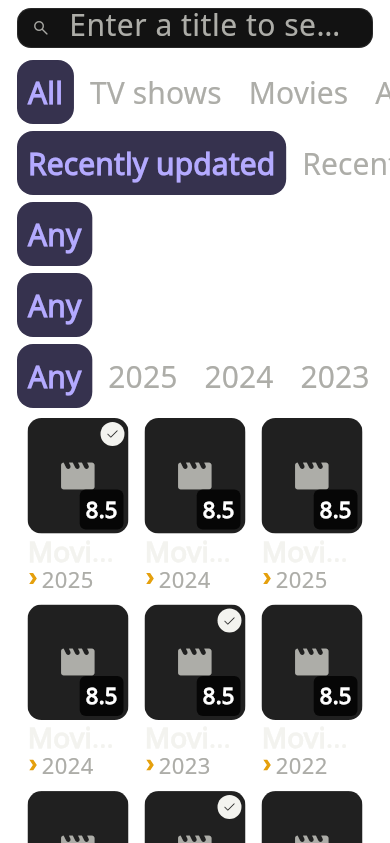 Enter a title to se...
All TV shows Movies A
Recently updated Recen
Any
Any
Any 2025 2024 2023
8.5 8.5 8.5
Movi... Movi... Movi...
› 2025 › 2024 › 2025
8.5 8.5 8.5
Movi... Movi... Movi...
› 2024 › 2023 › 2022